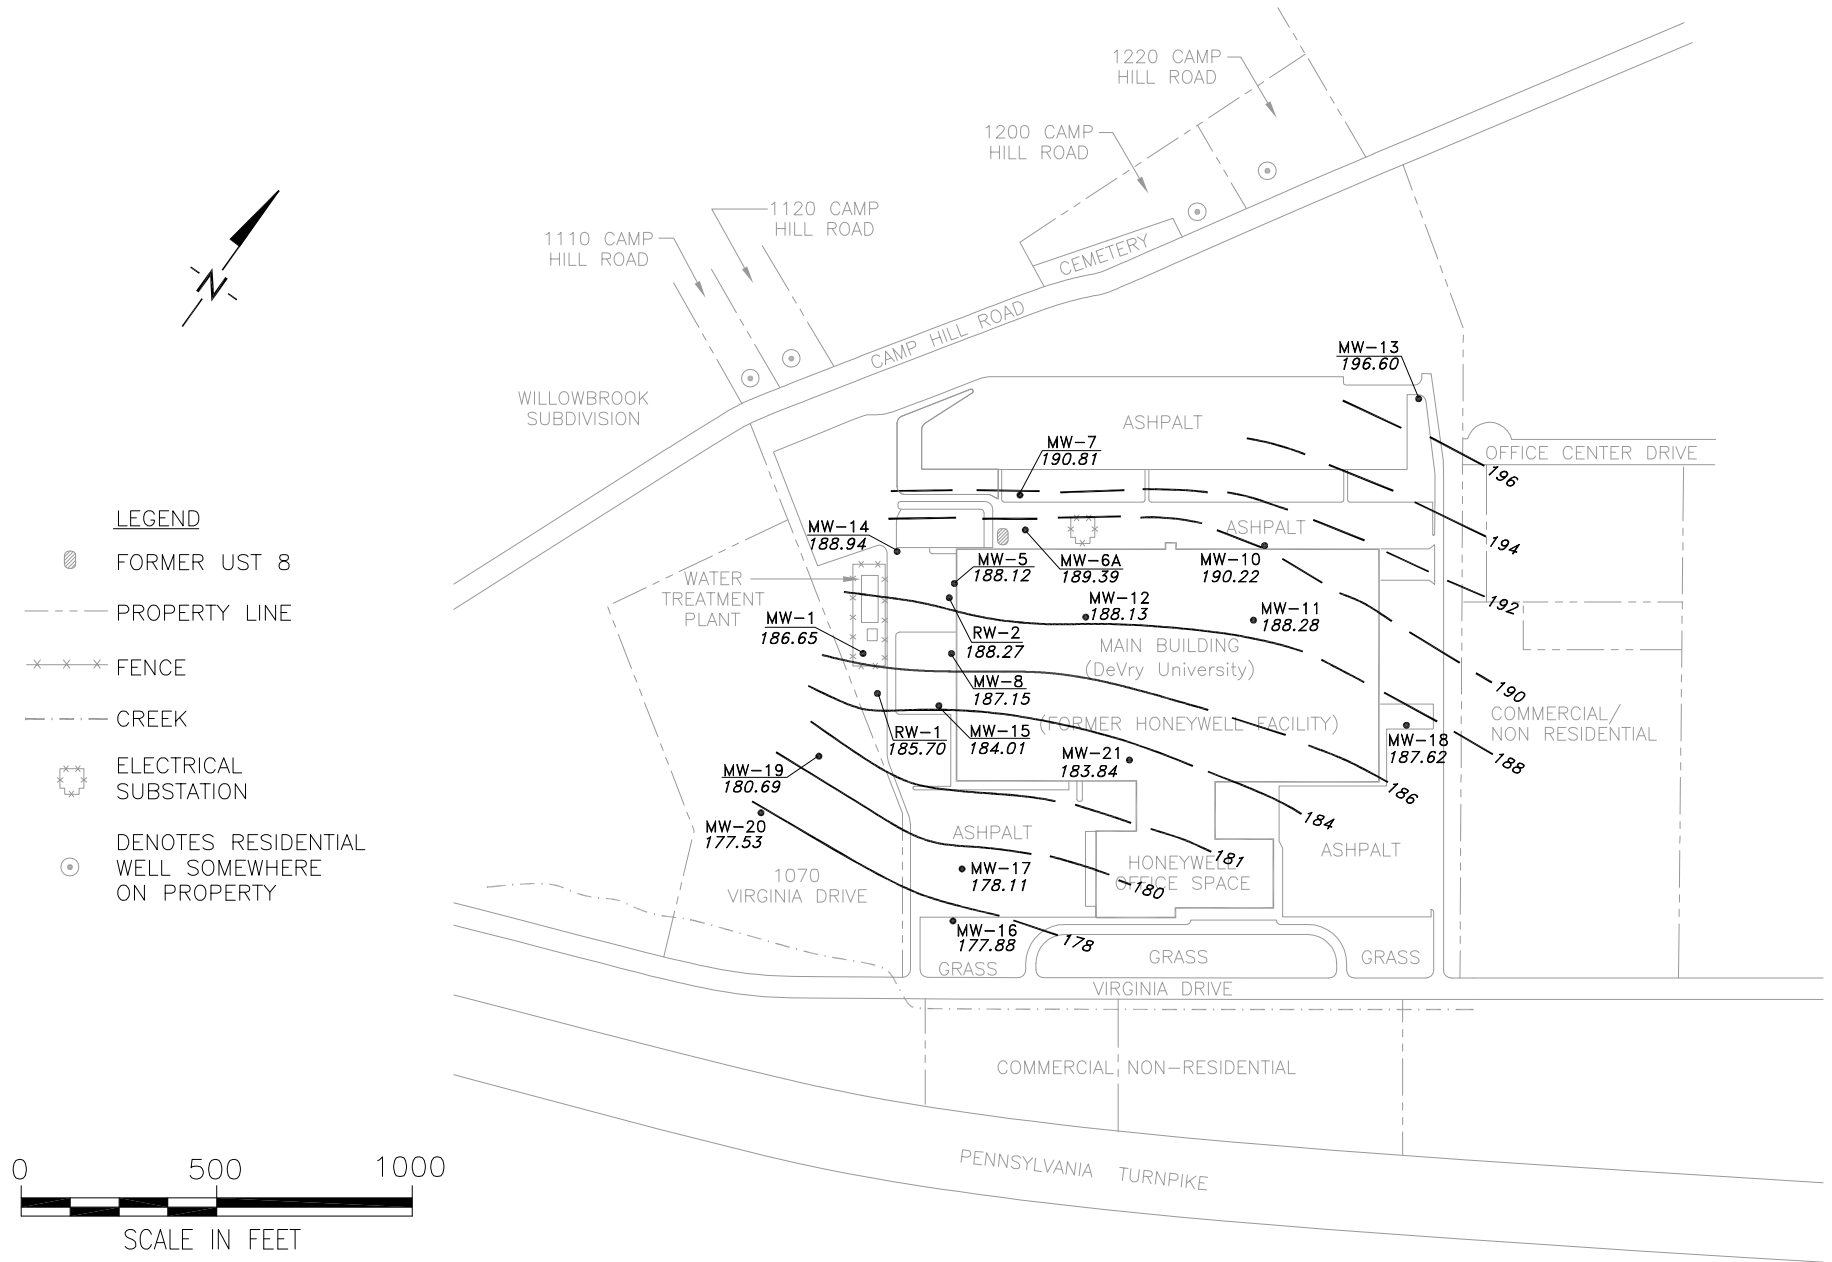 1220 CAMP
HILL ROAD
1200 CAMP
HILL ROAD
1120 CAMP
HILL ROAD
1110 CAMP
HILL ROAD
CEMETERY
N
CAMP HILL ROAD
WILLOWBROOK
SUBDIVISION
MW-13
196.60
ASHPALT
MW-7
190.81
OFFICE CENTER DRIVE
196
LEGEND
FORMER UST 8
PROPERTY LINE
FENCE
CREEK
ELECTRICAL
SUBSTATION
DENOTES RESIDENTIAL
WELL SOMEWHERE
ON PROPERTY
MW-14
188.94
ASHPALT
194
MW-5
188.12
MW-6A
189.39
MW-10
190.22
WATER
TREATMENT
PLANT
MW-12
188.13
MW-11
188.28
192
MW-1
186.65
RW-2
188.27
MAIN BUILDING
(DeVry University)
MW-8
187.15
190
(FORMER HONEYWELL FACILITY)
COMMERCIAL/
NON RESIDENTIAL
RW-1
185.70
MW-15
184.01
MW-21
183.84
MW-18
187.62
188
MW-19
180.69
186
MW-20
177.53
184
ASHPALT
ASHPALT
181
HONEYWELL
OFFICE SPACE
180
1070
VIRGINIA DRIVE
MW-17
178.11
MW-16
177.88
178
GRASS
GRASS
GRASS
VIRGINIA DRIVE
COMMERCIAL NON-RESIDENTIAL
PENNSYLVANIA TURNPIKE
0 500 1000
SCALE IN FEET